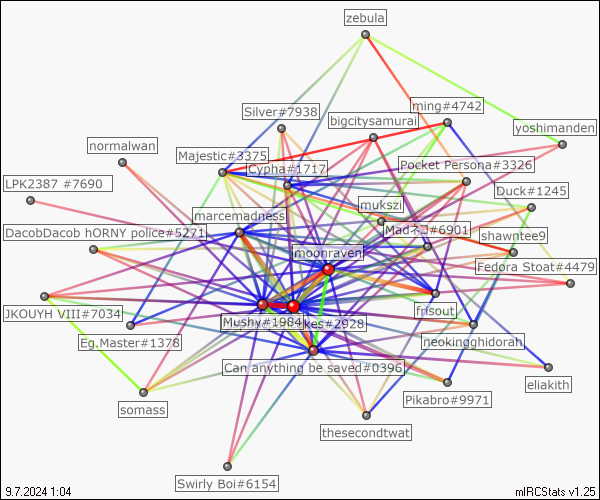 zebula
Silver#7938
ming#4742
bigcitysamurai
yoshimanden
normalwan
Majestic#3375
Cypha#1717
Pocket Persona#3326
LPK2387 #7690
Duck#1245
mukszi
marcemadness
DacobDacob hORNY police#5271
Madネコ#6901
shawntee9
moonraven
Fedora Stoat#4479
JKOUYH VIII#7034
frisout
Mushy#1984
kes#2928
Eg.Master#1378
neokingghidorah
Can anything be saved#0396
eliakith
somass
Pikabro#9971
thesecondtwat
Swirly Boi#6154
9.7.2024 1:04
mIRCStats v1.25